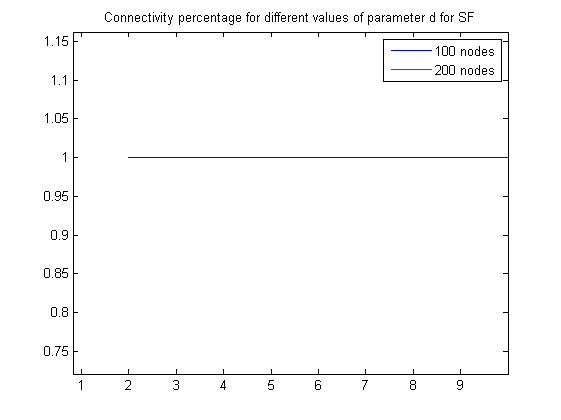 Connectivity percentage for different values of parameter d for SF
1.15
1.1
1.05
1
0.95
0.9
0.85
0.8
0.75
100 nodes
200 nodes
1 2 3 4 5 6 7 8 9